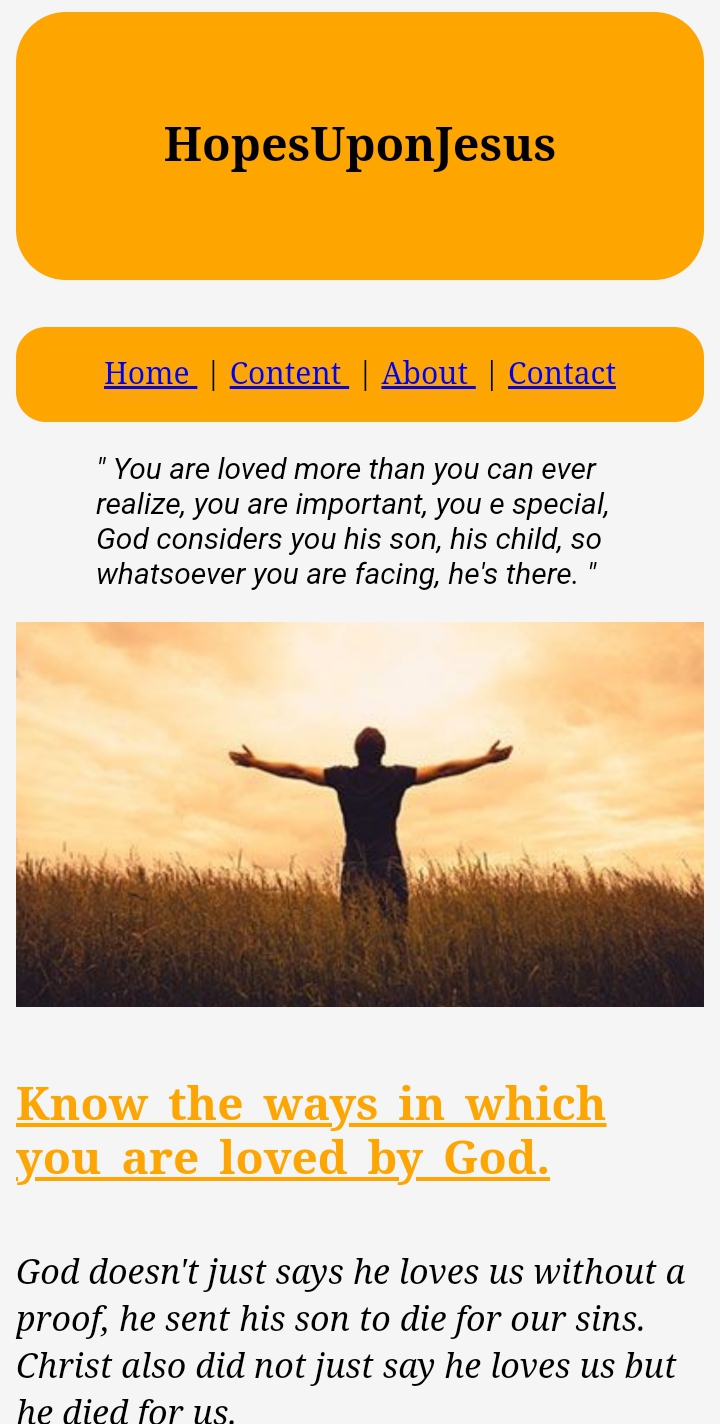 HopesUponJesus
Home | Content | About | Contact
" You are loved more than you can ever
realize, you are important, you e special,
God considers you his son, his child, so
whatsoever you are facing, he's there. "
Know the ways in which
you are loved by God.
God doesn't just says he loves us without a
proof, he sent his son to die for our sins.
Christ also did not just say he loves us but
he died for us.